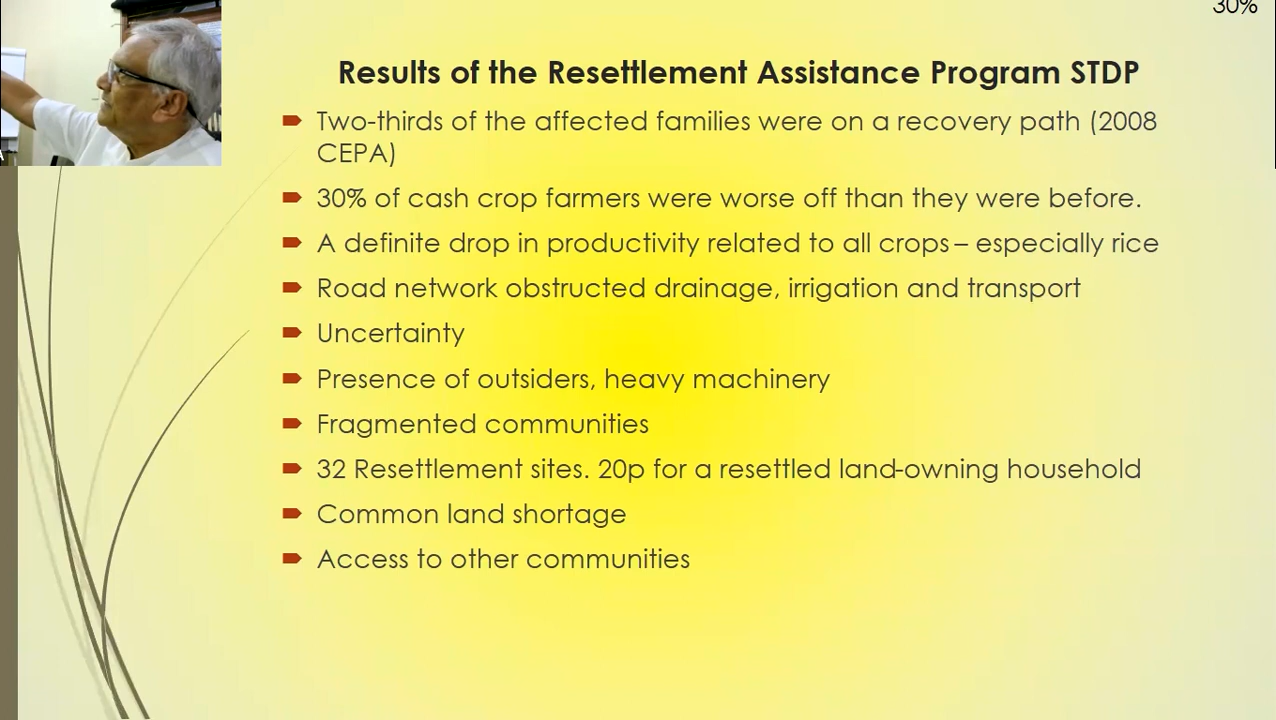 30%
Results of the Resettlement Assistance Program STDP
Two-thirds of the affected families were on a recovery path (2008
CEPA)
30% of cash crop farmers were worse off than they were before.
A definite drop in productivity related to all crops – especially rice
Road network obstructed drainage, irrigation and transport
Uncertainty
Presence of outsiders, heavy machinery
Fragmented communities
32 Resettlement sites. 20p for a resettled land-owning household
Common land shortage
Access to other communities